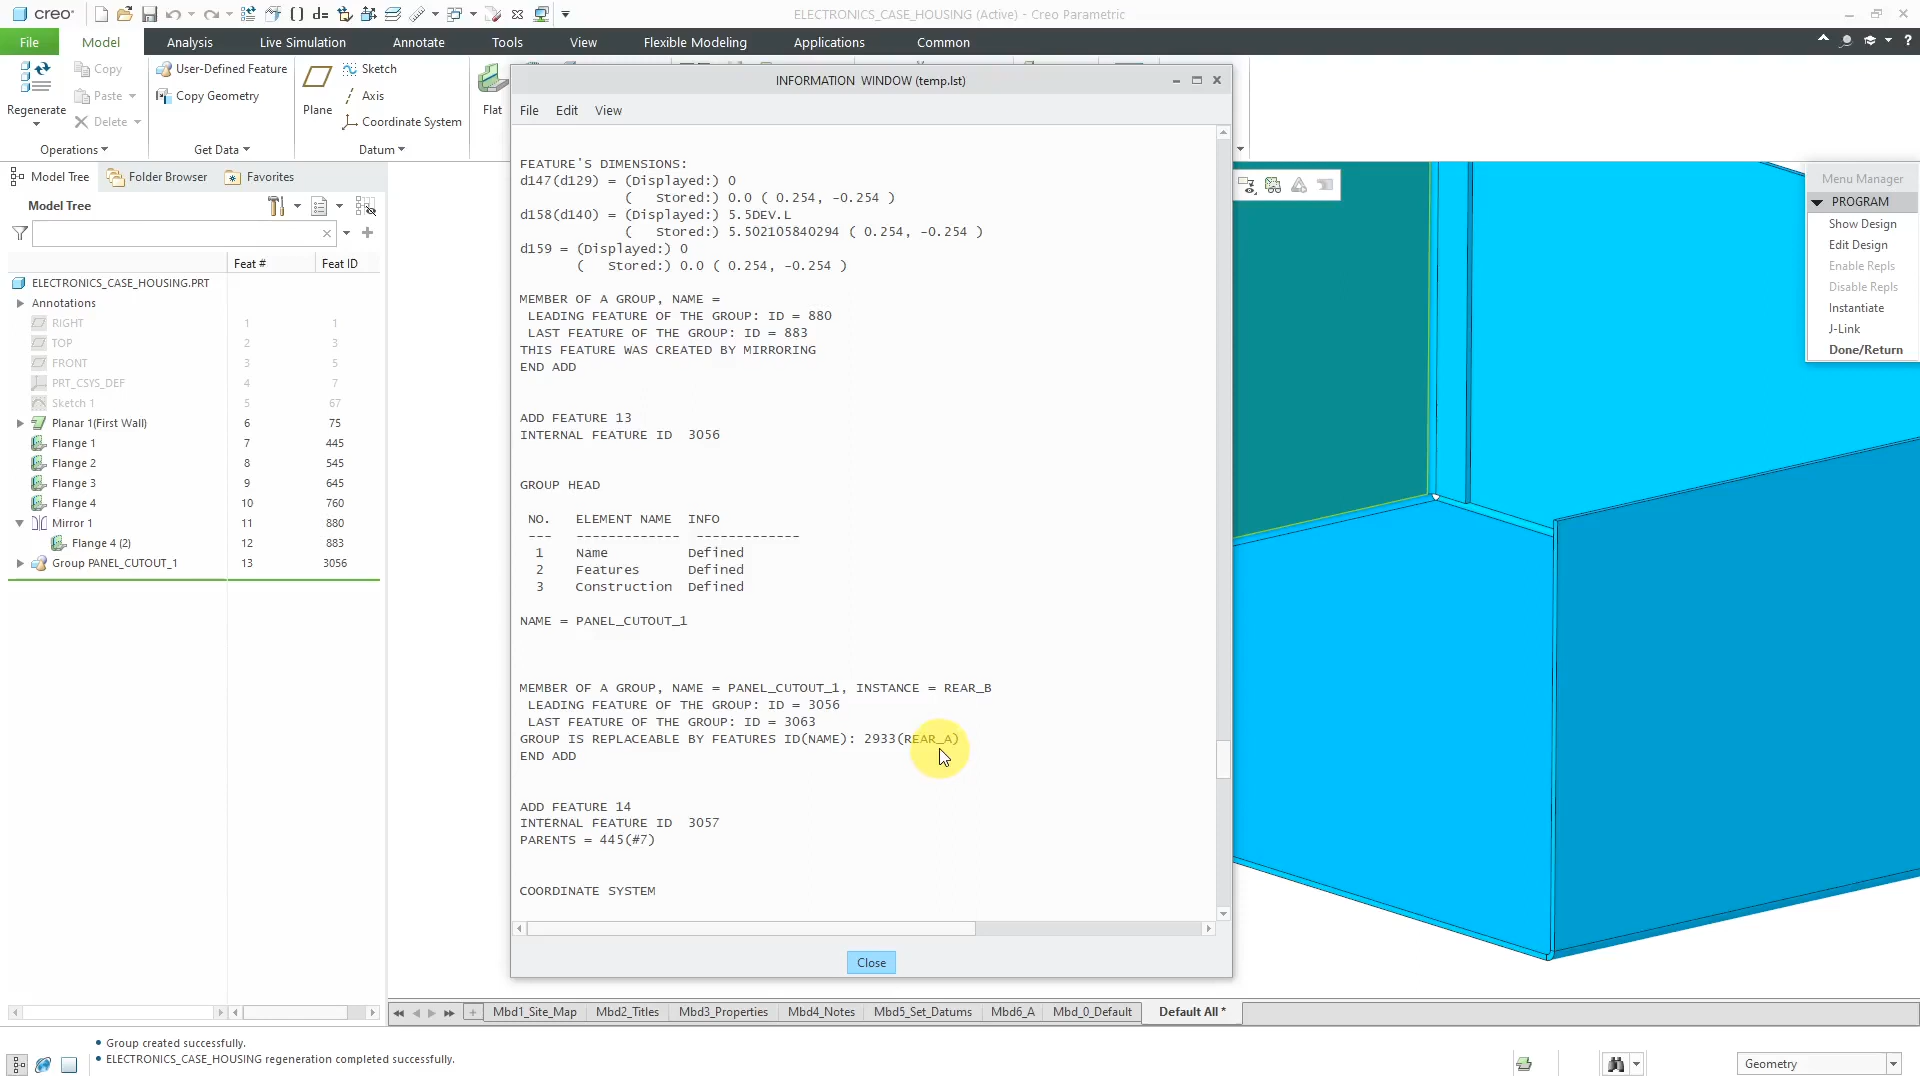 creo
ELECTRONICS_CASE_HOUSING (Active) - Creo Parametric
File
Model
Analysis
Live Simulation
Annotate
Tools
View
Flexible Modeling
Applications
Common
Regenerate
Copy
Paste
Delete
Operations
User-Defined Feature
Copy Geometry
Get Data
Plane
Sketch
Axis
Coordinate System
Datum
Flat
Model Tree
Folder Browser
Favorites
Model Tree
Feat #
Feat ID
ELECTRONICS_CASE_HOUSING.PRT
Annotations
RIGHT 1 1
TOP 2 3
FRONT 3 5
PRT_CSYS_DEF 4 7
Sketch 1 5 67
Planar 1(First Wall) 6 75
Flange 1 7 445
Flange 2 8 545
Flange 3 9 645
Flange 4 10 760
Mirror 1 11 880
Flange 4 (2) 12 883
Group PANEL_CUTOUT_1 13 3056
INFORMATION WINDOW (temp.lst)
File Edit View
FEATURE'S DIMENSIONS:
d147(d129) = (Displayed:) 0
( Stored:) 0.0 ( 0.254, -0.254 )
d158(d140) = (Displayed:) 5.5DEV.L
( Stored:) 5.502105840294 ( 0.254, -0.254 )
d159 = (Displayed:) 0
( Stored:) 0.0 ( 0.254, -0.254 )
MEMBER OF A GROUP, NAME =
LEADING FEATURE OF THE GROUP: ID = 880
LAST FEATURE OF THE GROUP: ID = 883
THIS FEATURE WAS CREATED BY MIRRORING
END ADD
ADD FEATURE 13
INTERNAL FEATURE ID 3056
GROUP HEAD
NO. ELEMENT NAME INFO
--- ------------- -------------
1 Name Defined
2 Features Defined
3 Construction Defined
NAME = PANEL_CUTOUT_1
MEMBER OF A GROUP, NAME = PANEL_CUTOUT_1, INSTANCE = REAR_B
LEADING FEATURE OF THE GROUP: ID = 3056
LAST FEATURE OF THE GROUP: ID = 3063
GROUP IS REPLACEABLE BY FEATURES ID(NAME): 2933(REAR_A)
END ADD
ADD FEATURE 14
INTERNAL FEATURE ID 3057
PARENTS = 445(#7)
COORDINATE SYSTEM
Close
Menu Manager
PROGRAM
Show Design
Edit Design
Enable Repls
Disable Repls
Instantiate
J-Link
Done/Return
Mbd1_Site_Map
Mbd2_Titles
Mbd3_Properties
Mbd4_Notes
Mbd5_Set_Datums
Mbd6_A
Mbd_0_Default
Default All *
• Group created successfully.
• ELECTRONICS_CASE_HOUSING regeneration completed successfully.
Geometry